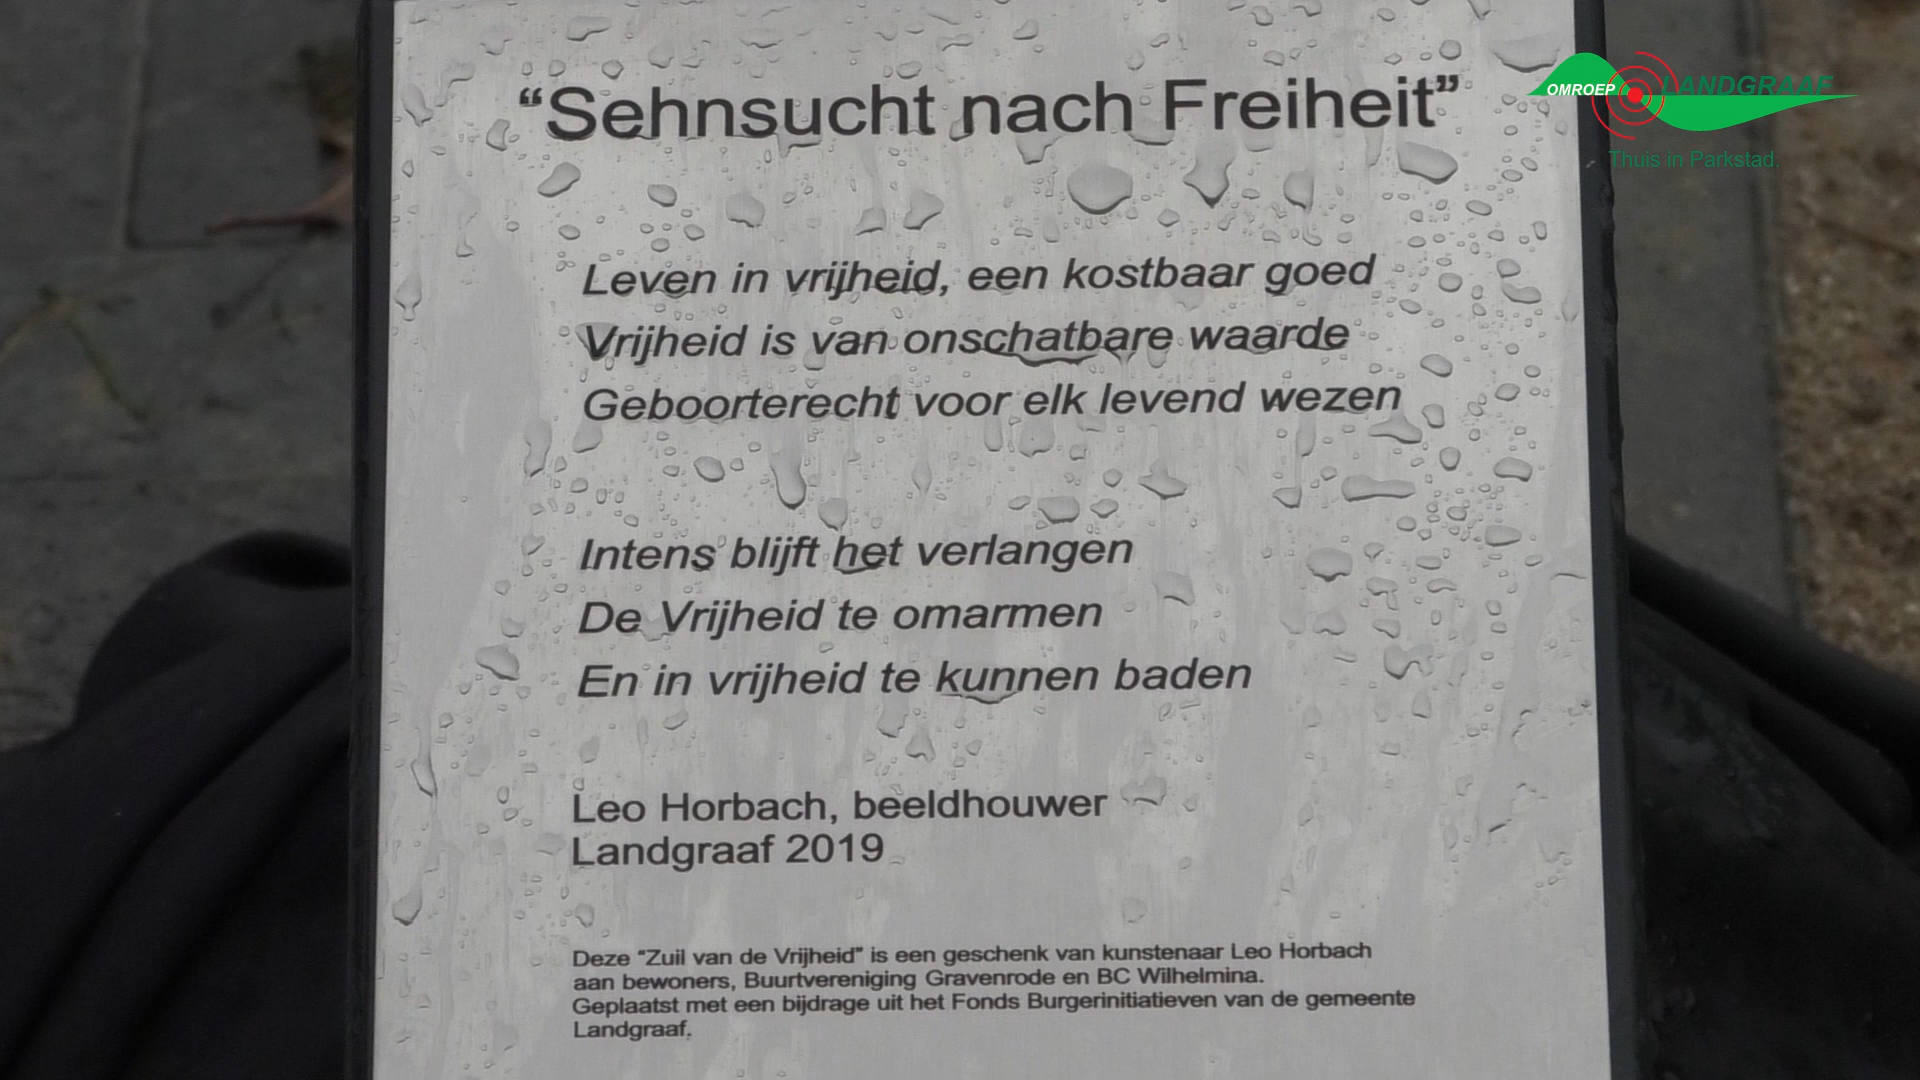 “Sehnsucht nach Freiheit”
Leven in vrijheid, een kostbaar goed
Vrijheid is van onschatbare waarde
Geboorterecht voor elk levend wezen
Intens blijft het verlangen
De Vrijheid te omarmen
En in vrijheid te kunnen baden
Leo Horbach, beeldhouwer
Landgraaf 2019
Deze “Zuil van de Vrijheid” is een geschenk van kunstenaar Leo Horbach
aan bewoners, Buurtvereniging Gravenrode en BC Wilhelmina.
Geplaatst met een bijdrage uit het Fonds Burgerinitiatieven van de gemeente
Landgraaf.
OMROEP LANDGRAAF
Thuis in Parkstad.